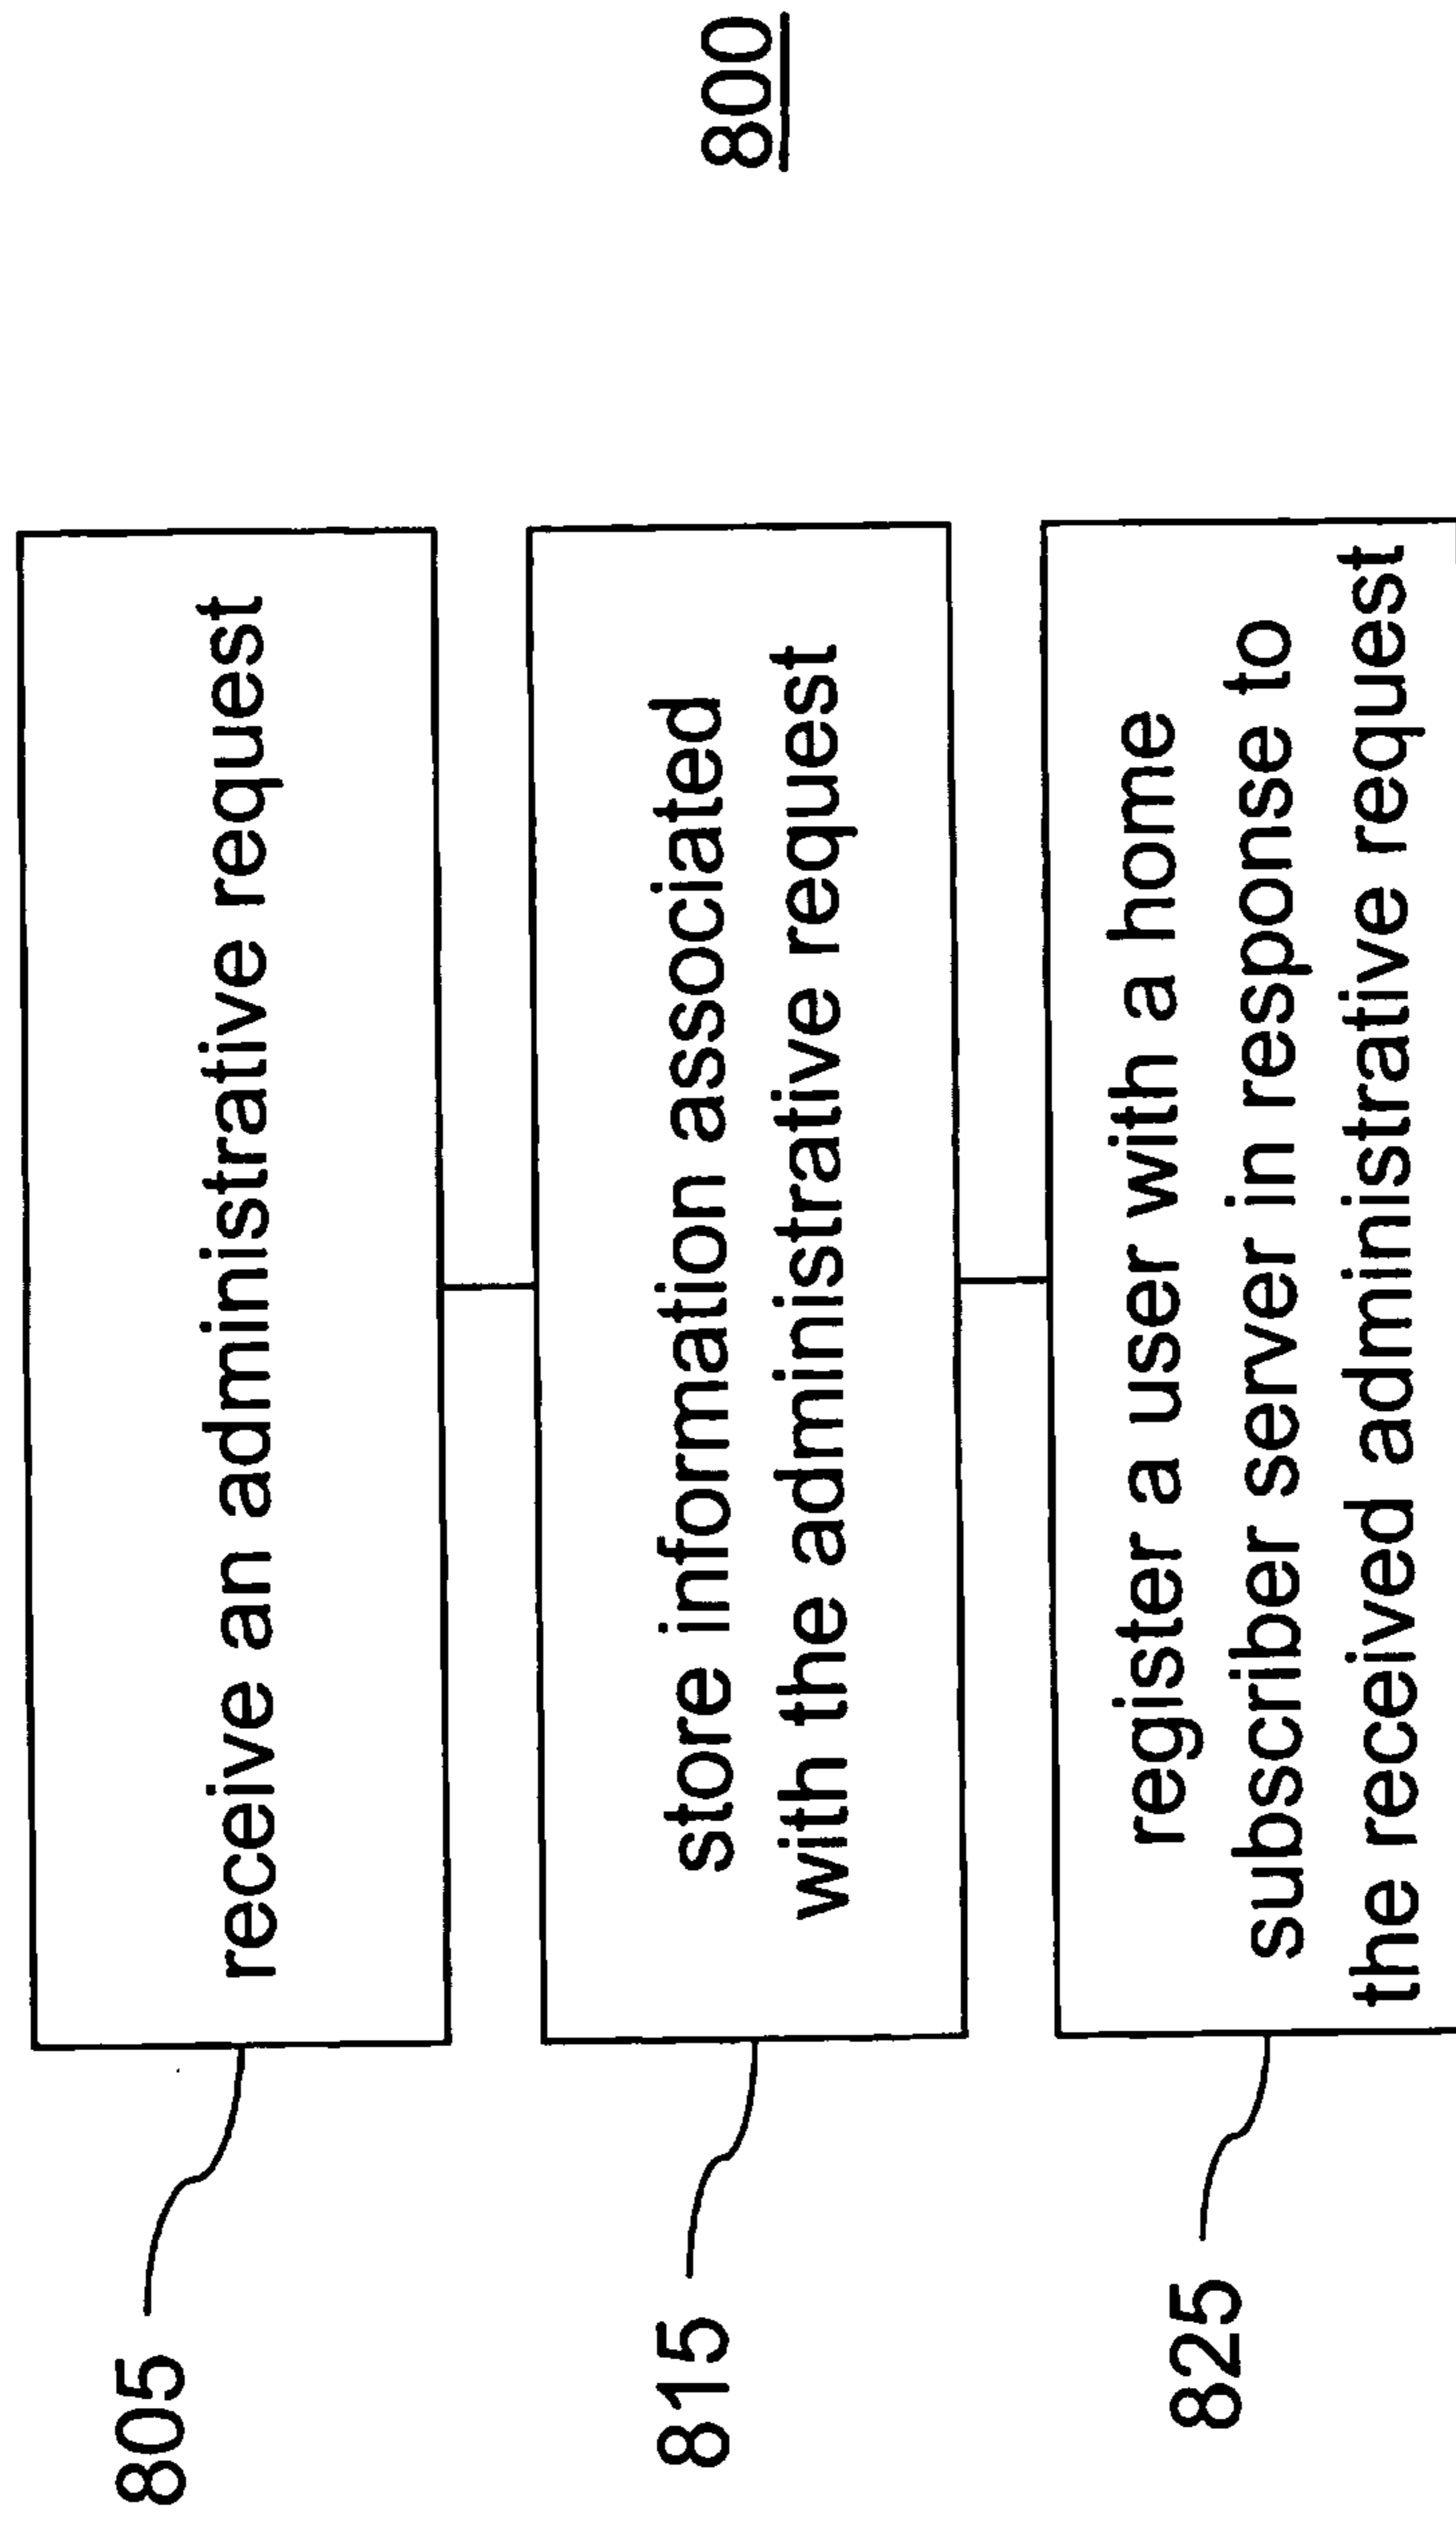 805
receive an administrative request
815
store information associated
with the administrative request
825
register a user with a home
subscriber server in response to
the received administrative request
800